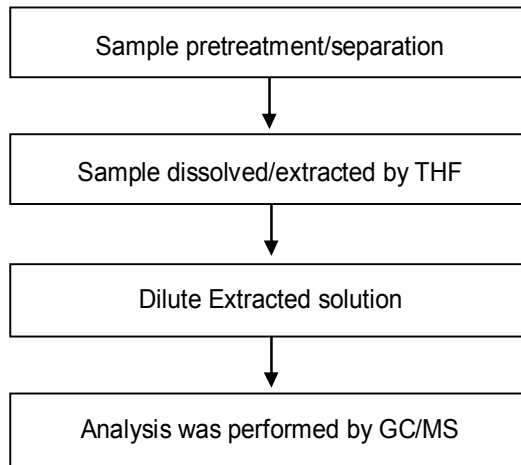 Sample pretreatment/separation
Sample dissolved/extracted by THF
Dilute Extracted solution
Analysis was performed by GC/MS